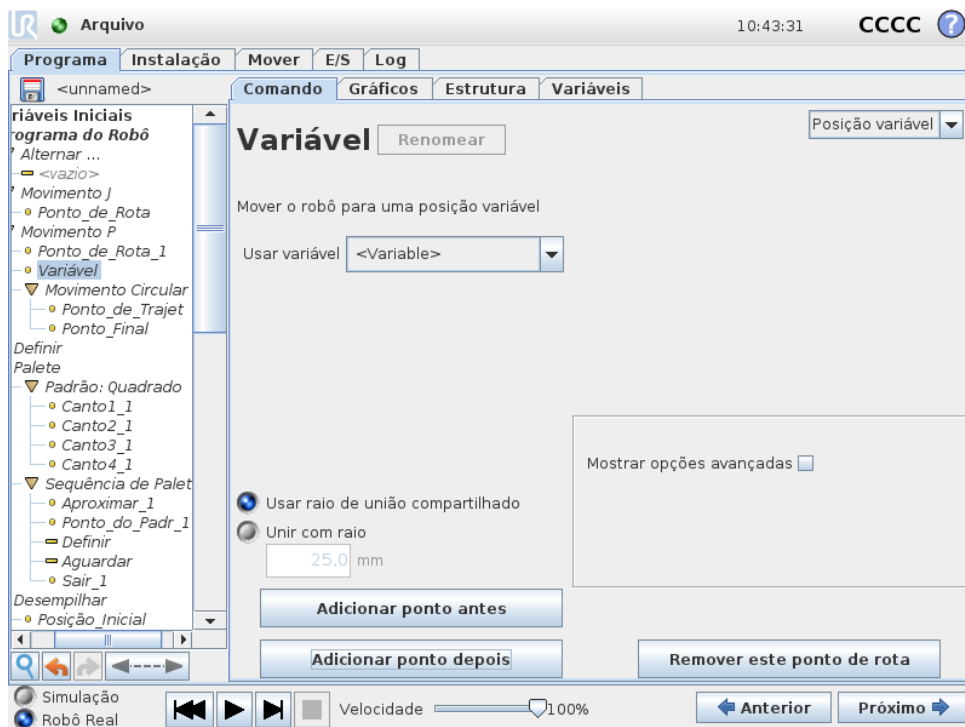 UR Arquivo 10:43:31 CCCC ?
Programa Instalação Mover E/S Log
<unnamed>
Comando Gráficos Estrutura Variáveis
riáveis Iniciais
rograma do Robô
Alternar ...
<vazio>
Movimento J
Ponto_de_Rota
Movimento P
Ponto_de_Rota_1
Variável
Movimento Circular
Ponto_de_Trajet
Ponto_Final
Definir
Palete
Padrão: Quadrado
Canto1_1
Canto2_1
Canto3_1
Canto4_1
Sequência de Palet
Aproximar_1
Ponto_do_Padr_1
Definir
Aguardar
Sair_1
Desempilhar
Posição_Inicial
Variável Renomear
Posição variável
Mover o robô para uma posição variável
Usar variável <Variable>
Mostrar opções avançadas
Usar raio de união compartilhado
Unir com raio
25,0 mm
Adicionar ponto antes
Adicionar ponto depois Remover este ponto de rota
Simulação
Robô Real
Velocidade 100%
Anterior Próximo